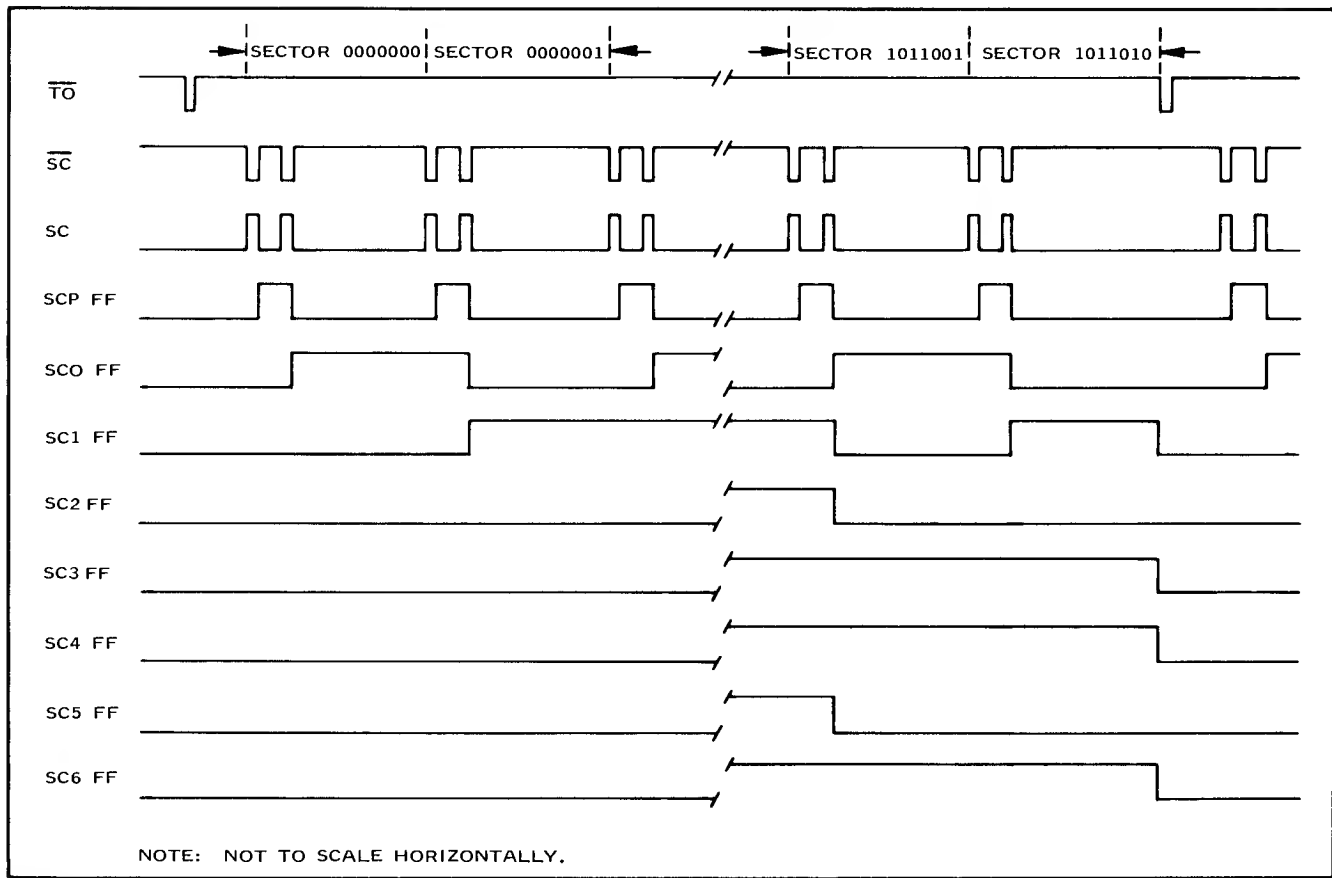 SECTOR 0000000 SECTOR 0000001 SECTOR 1011001 SECTOR 1011010
TO
SC
SC
SCP FF
SCO FF
SC1 FF
SC2 FF
SC3 FF
SC4 FF
SC5 FF
SC6 FF
NOTE: NOT TO SCALE HORIZONTALLY.